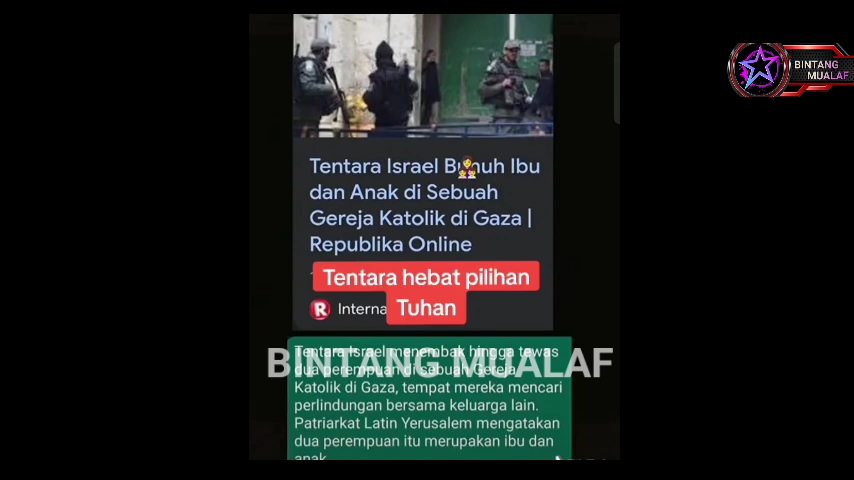 BINTANG
MUALAF
Tentara Israel Bunuh Ibu
dan Anak di Sebuah
Gereja Katolik di Gaza |
Republika Online
Tentara hebat pilihan
Tuhan
R Interna
Tentara Israel menembak hingga tewas
dua perempuan di sebuah Gereja
BINTANG MUALAF
Katolik di Gaza, tempat mereka mencari
perlindungan bersama keluarga lain.
Patriarkat Latin Yerusalem mengatakan
dua perempuan itu merupakan ibu dan
anak